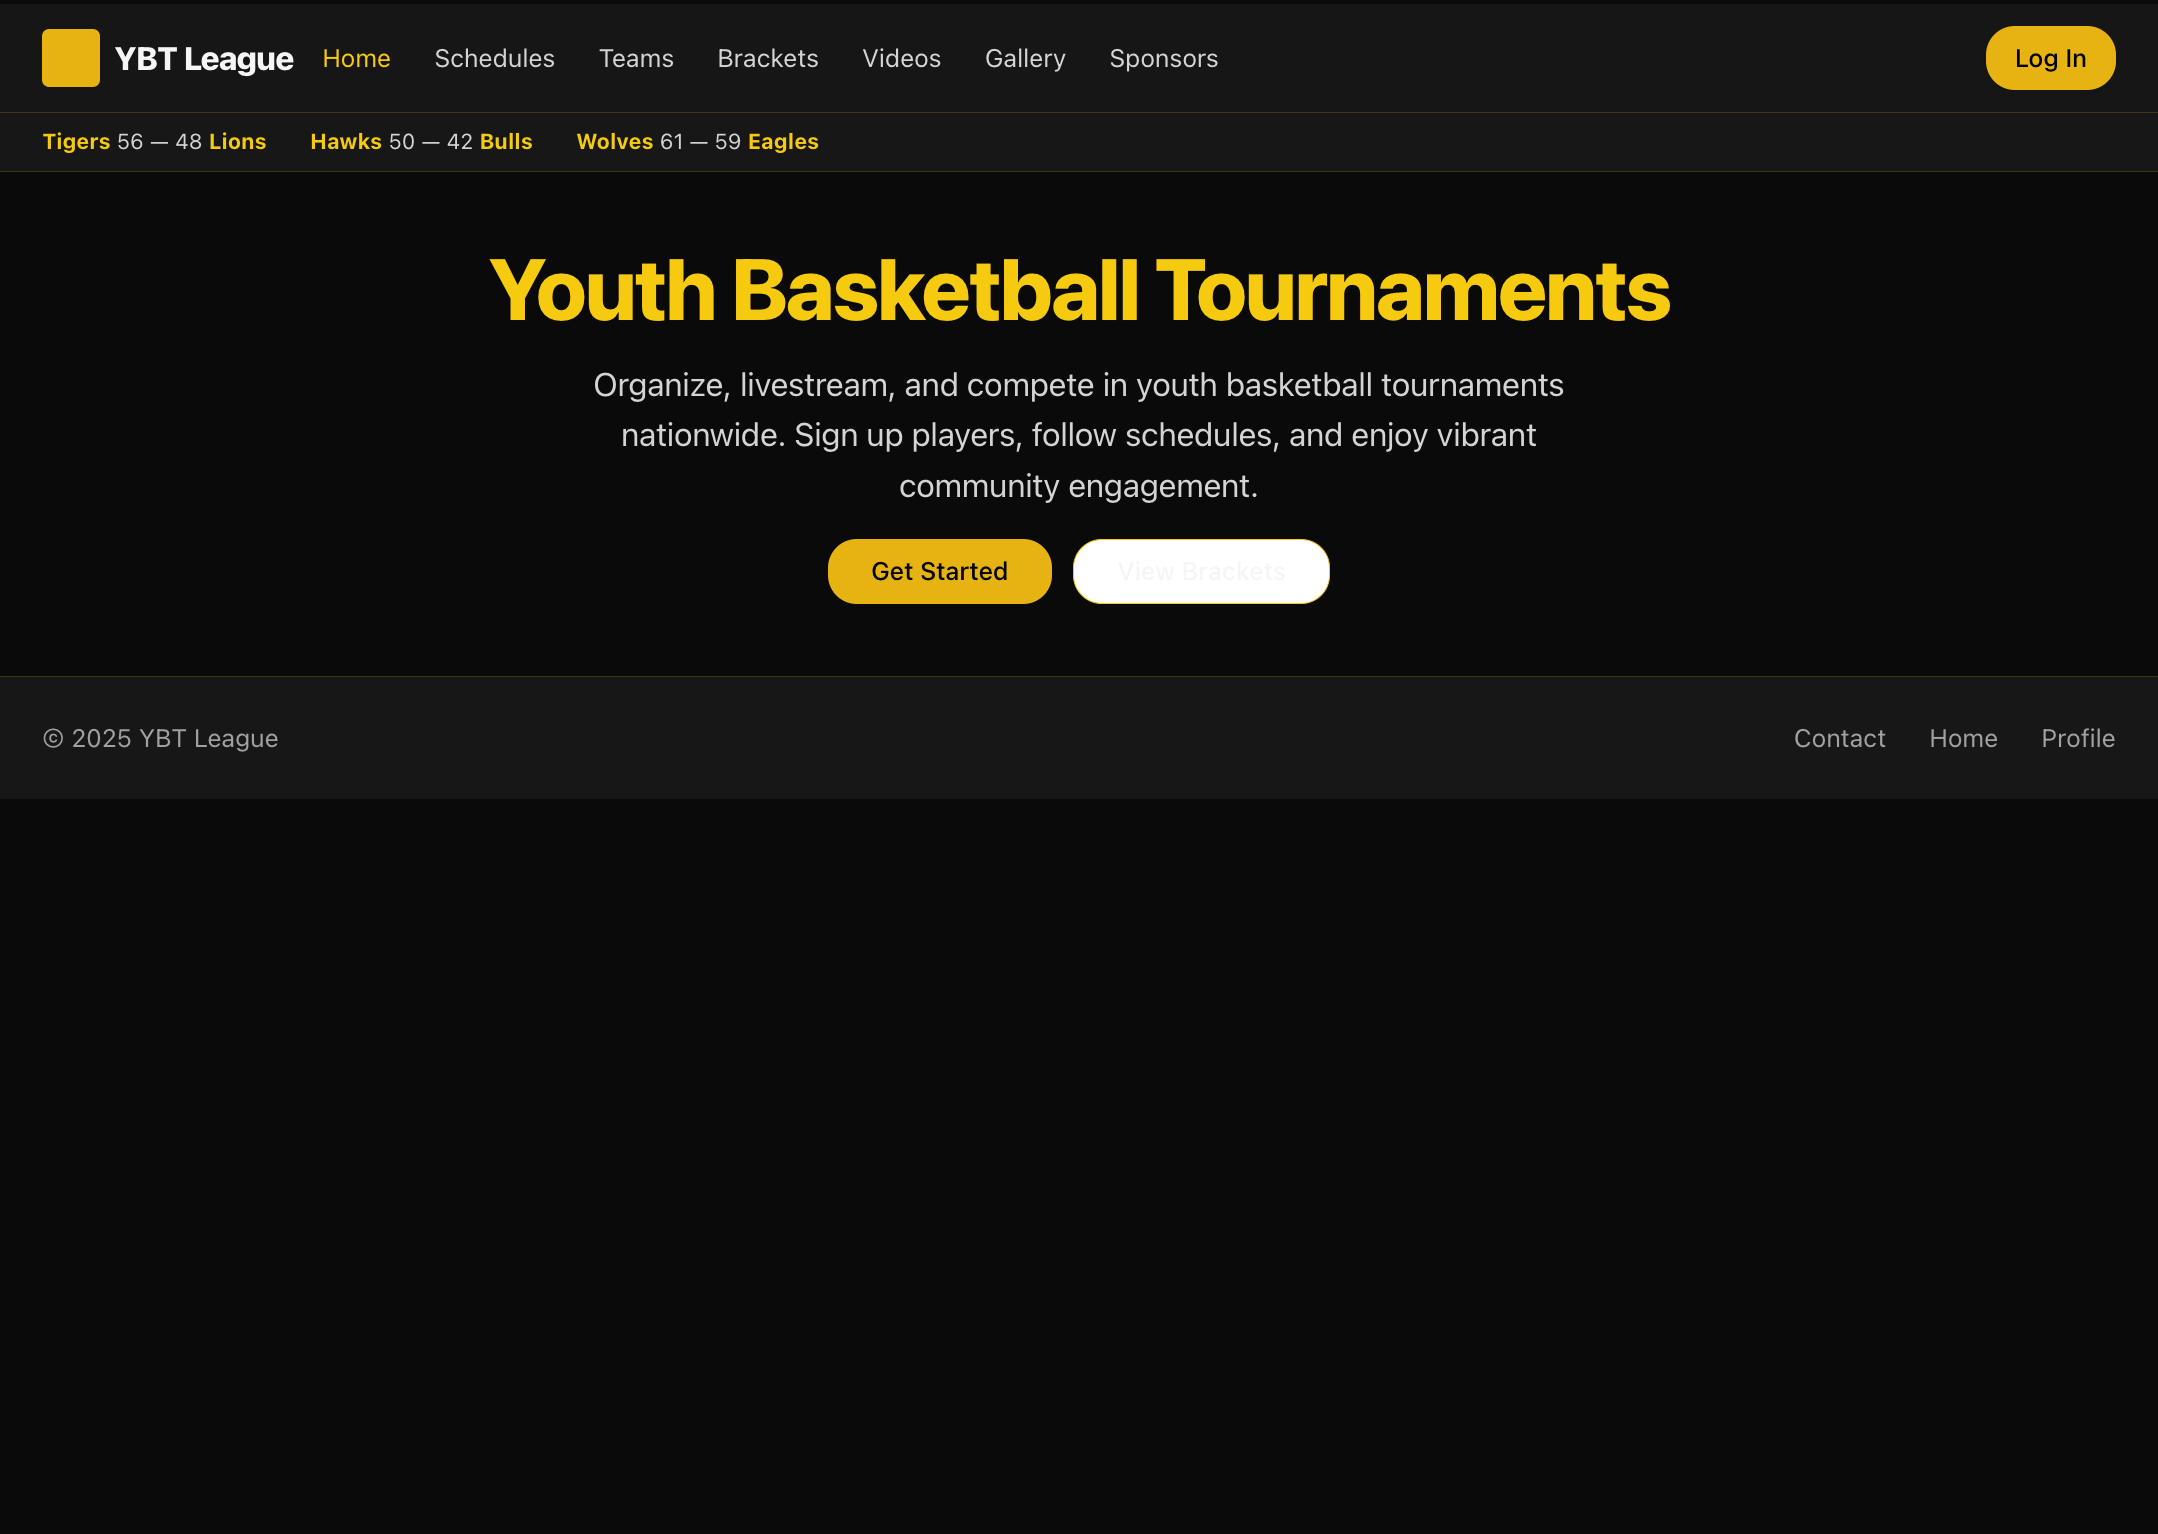 YBT League Home Schedules Teams Brackets Videos Gallery Sponsors Log In
Tigers 56 — 48 Lions Hawks 50 — 42 Bulls Wolves 61 — 59 Eagles
Youth Basketball Tournaments
Organize, livestream, and compete in youth basketball tournaments
nationwide. Sign up players, follow schedules, and enjoy vibrant
community engagement.
Get Started View Brackets
© 2025 YBT League Contact Home Profile